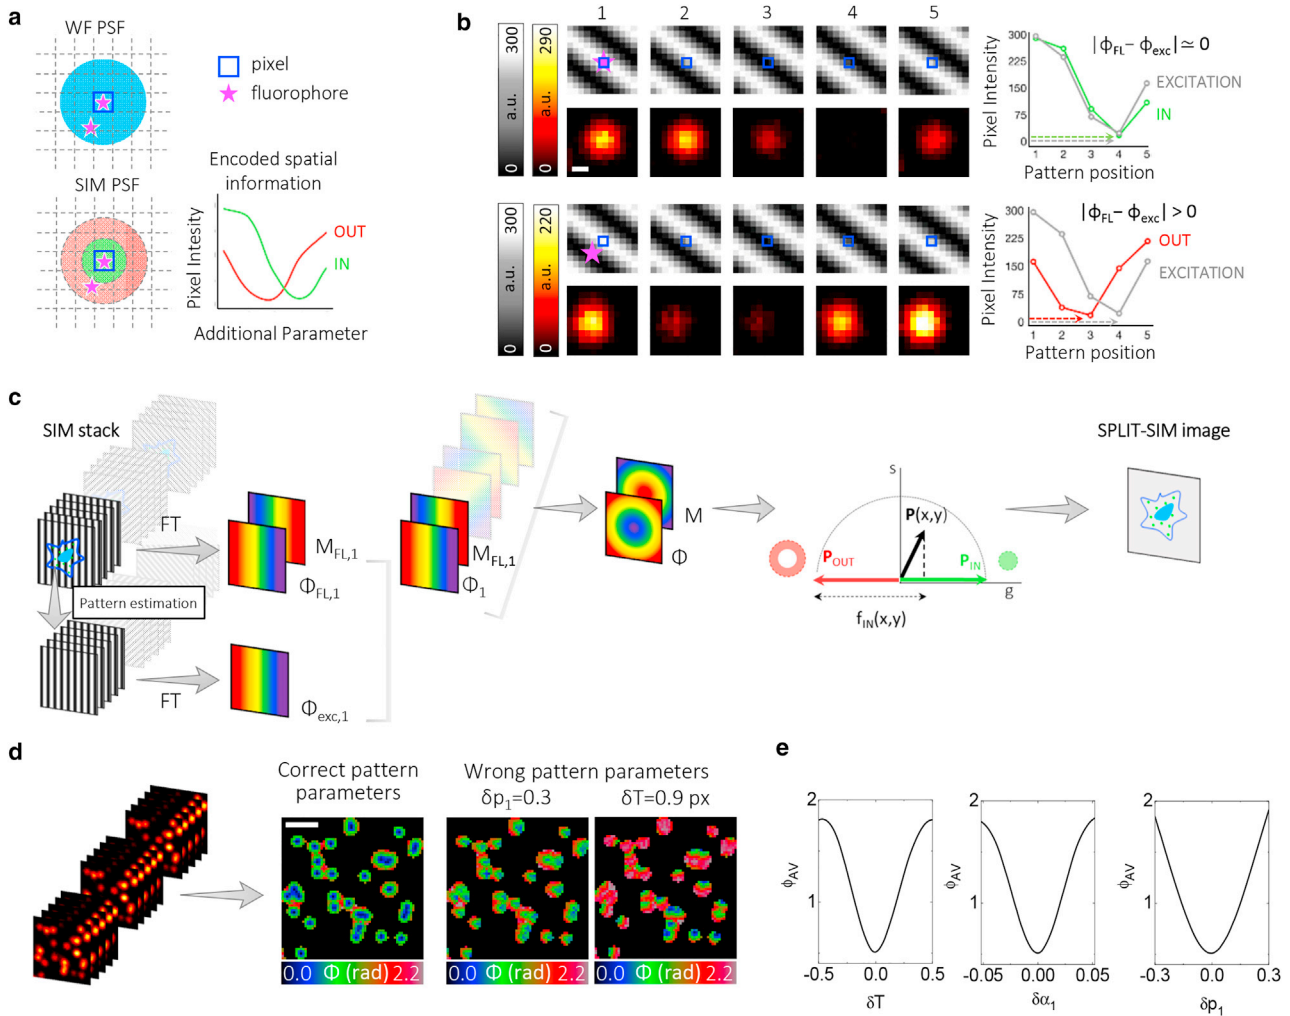 a
WF PSF
pixel
fluorophore
SIM PSF
Encoded spatial
information
Pixel Intesity
OUT
IN
Additional Parameter
b
1 2 3 4 5
300
a.u.
0
290
a.u.
0
Pixel Intensity
300
225
150
75
0
|ΦFL− Φexc| ≃ 0
EXCITATION
IN
1 2 3 4 5
Pattern position
300
a.u.
0
220
a.u.
0
Pixel Intensity
300
225
150
75
0
|ΦFL− Φexc| > 0
OUT
EXCITATION
1 2 3 4 5
Pattern position
c
SIM stack
FT
MFL,1
ΦFL,1
Pattern estimation
FT
Φexc,1
MFL,1
Φ1
M
Φ
s
P(x,y)
POUT
PIN
g
fIN(x,y)
SPLIT-SIM image
d
Correct pattern
parameters
Wrong pattern parameters
δp1=0.3 δT=0.9 px
0.0 Φ (rad) 2.2
0.0 Φ (rad) 2.2
0.0 Φ (rad) 2.2
e
ϕAV
2
1
-0.5 0.0 0.5
δT
ϕAV
2
1
-0.05 0.00 0.05
δα1
ϕAV
2
1
-0.3 0.0 0.3
δp1